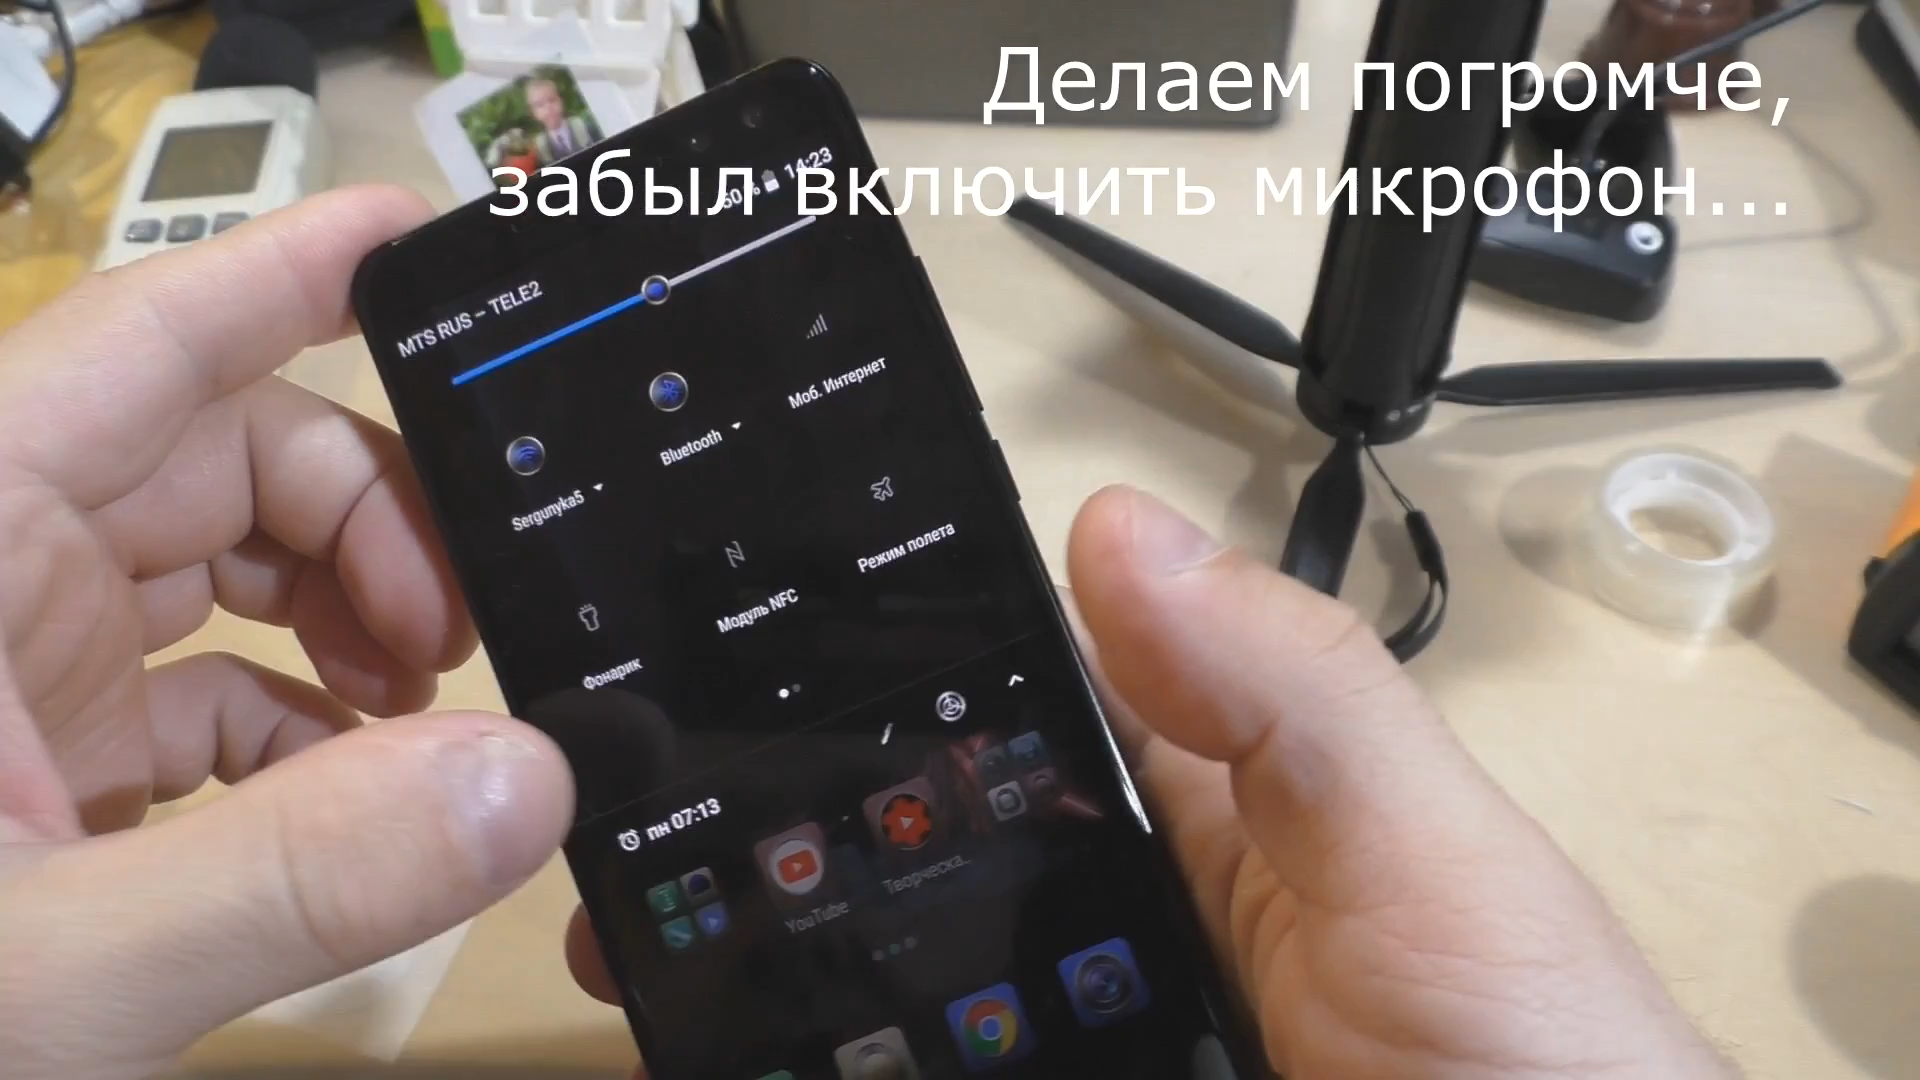 Делаем погромче,
забыл включить микрофон...
14:23
MTS RUS – TELE2
Моб. Интернет
Bluetooth
Sergunyka5
Режим полета
Модуль NFC
Фонарик
пн 07:13
Творческа...
YouTube